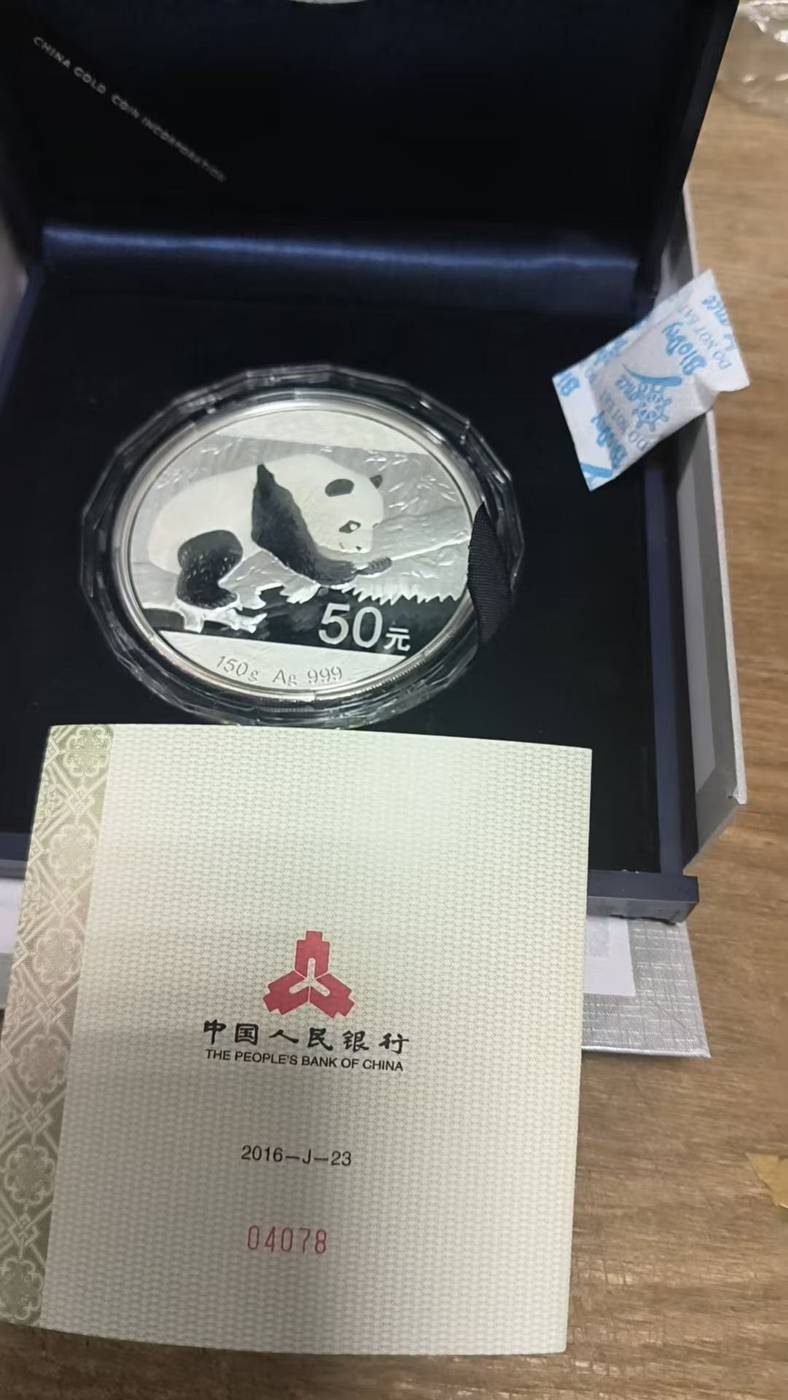 CHINA GOLD COIN INCORPORATION
BioDry
DO NOT EAT
50元
150g Ag 999
中国人民银行
THE PEOPLE'S BANK OF CHINA
2016-J-23
04078